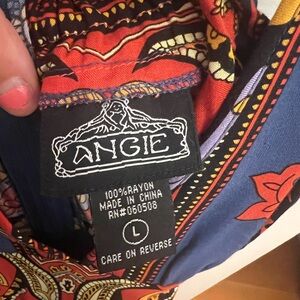 ANGIE
100%RAYON
MADE IN CHINA
RN#060508
L
CARE ON REVERSE